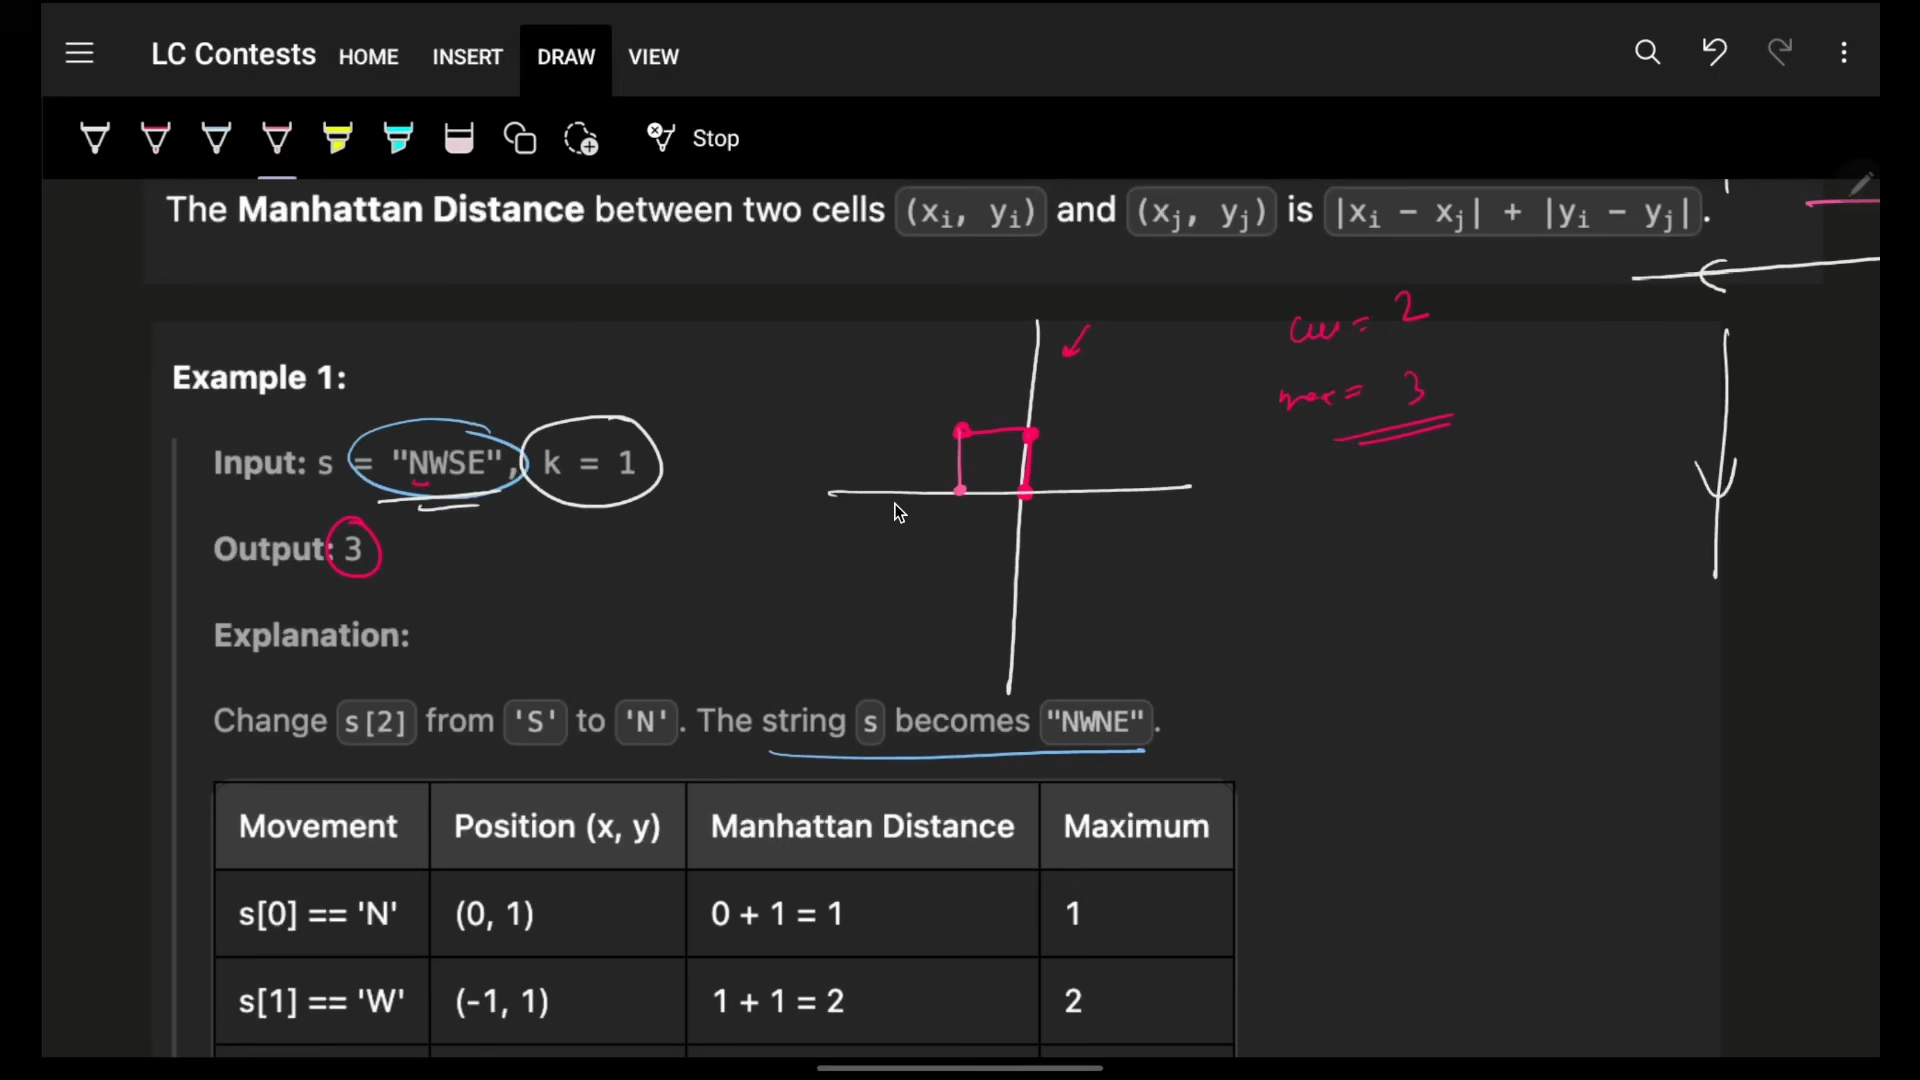 LC Contests HOME INSERT DRAW VIEW
Stop
The Manhattan Distance between two cells (xi, yi) and (xj, yj) is |xi - xj| + |yi - yj|.
cur = 2
max = 3
Example 1:
Input: s = "NWSE", k = 1
Output: 3
Explanation:
Change s[2] from 'S' to 'N'. The string s becomes "NWNE".
Movement Position (x, y) Manhattan Distance Maximum
s[0] == 'N' (0, 1) 0 + 1 = 1 1
s[1] == 'W' (-1, 1) 1 + 1 = 2 2